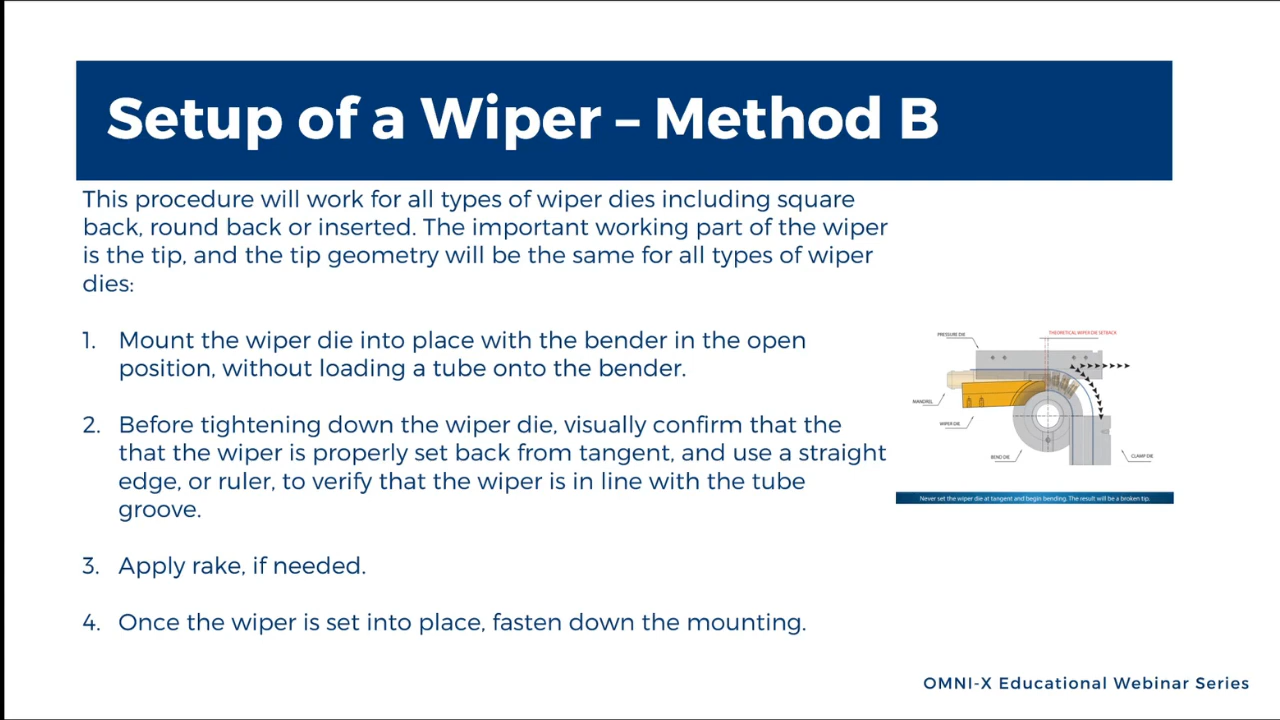 Setup of a Wiper – Method B
This procedure will work for all types of wiper dies including square
back, round back or inserted. The important working part of the wiper
is the tip, and the tip geometry will be the same for all types of wiper
dies:
1. Mount the wiper die into place with the bender in the open
position, without loading a tube onto the bender.
2. Before tightening down the wiper die, visually confirm that the
that the wiper is properly set back from tangent, and use a straight
edge, or ruler, to verify that the wiper is in line with the tube
groove.
3. Apply rake, if needed.
4. Once the wiper is set into place, fasten down the mounting.
PRESSURE DIE
THEORETICAL WIPER DIE SETBACK
MANDREL
WIPER DIE
BEND DIE
CLAMP DIE
Never set the wiper die at tangent and begin bending. The result will be a broken tip.
OMNI-X Educational Webinar Series